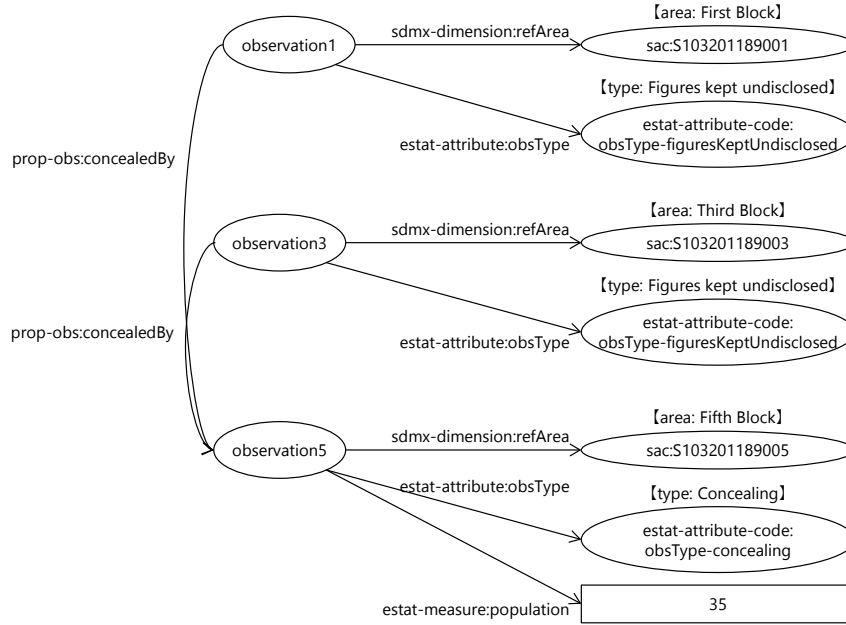 【area: First Block】
observation1
sdmx-dimension:refArea
sac:S103201189001
【type: Figures kept undisclosed】
estat-attribute:obsType
estat-attribute-code:
obsType-figuresKeptUndisclosed
prop-obs:concealedBy
【area: Third Block】
observation3
sdmx-dimension:refArea
sac:S103201189003
【type: Figures kept undisclosed】
estat-attribute:obsType
estat-attribute-code:
obsType-figuresKeptUndisclosed
prop-obs:concealedBy
【area: Fifth Block】
observation5
sdmx-dimension:refArea
sac:S103201189005
estat-attribute:obsType
【type: Concealing】
estat-attribute-code:
obsType-concealing
estat-measure:population
35